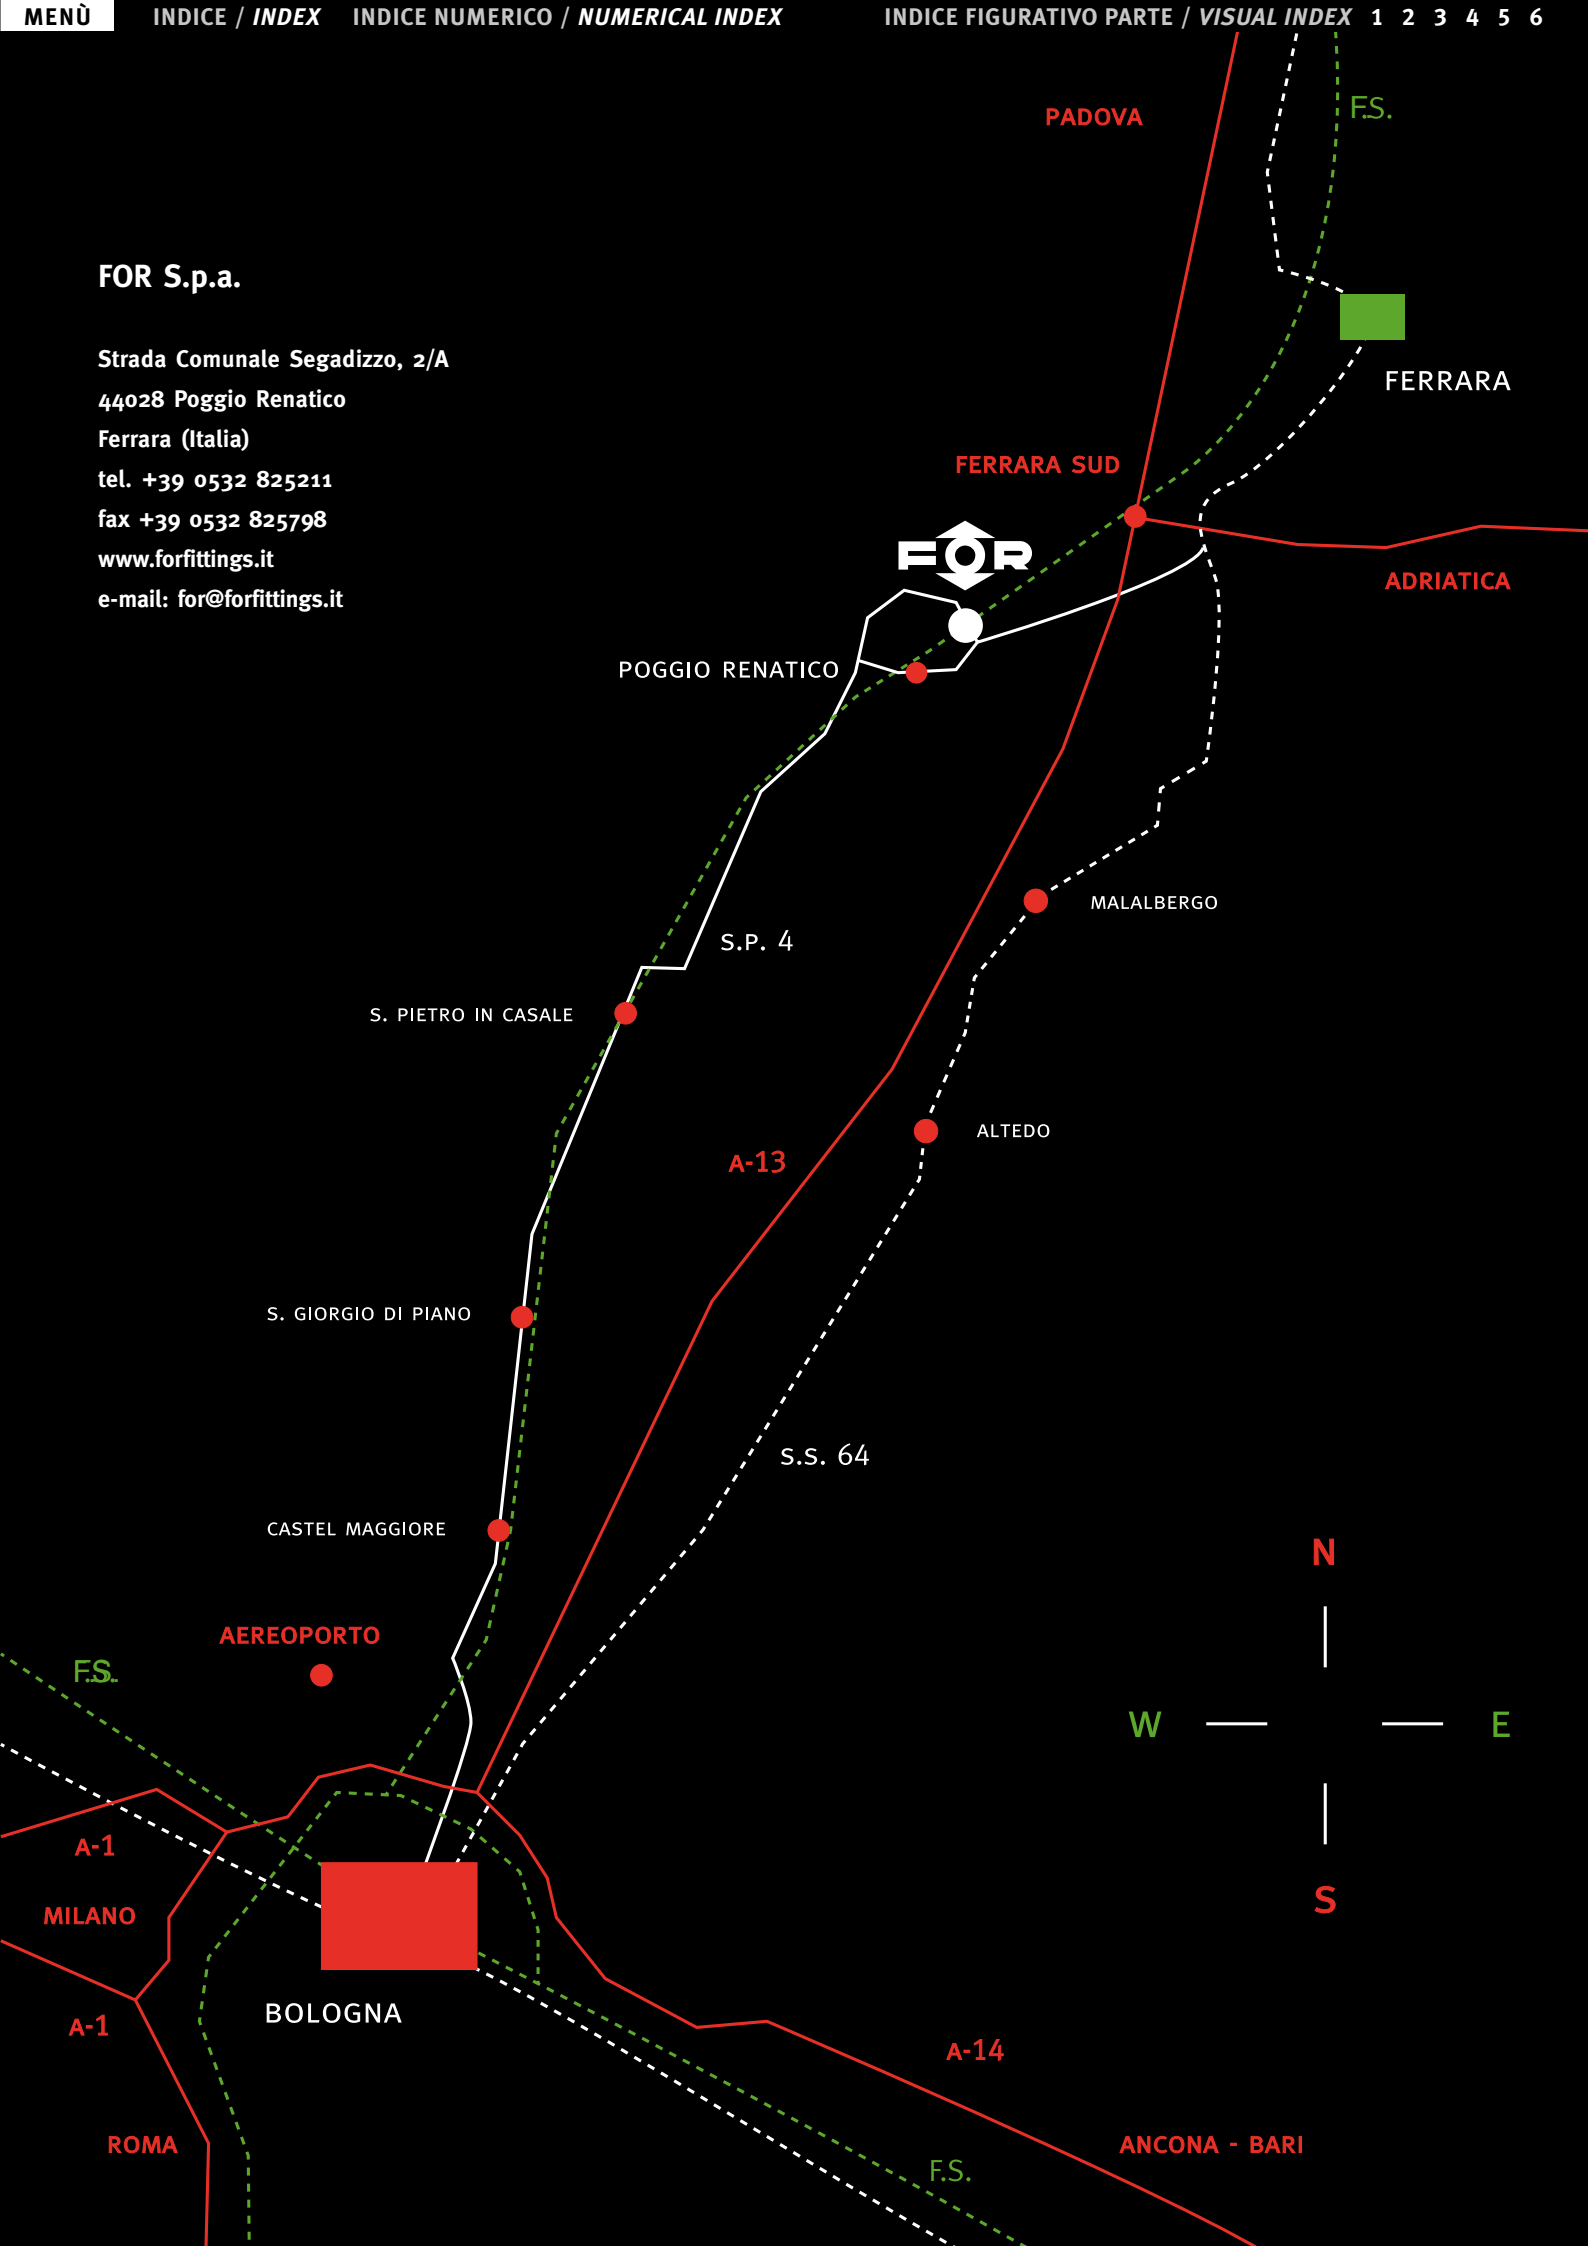 MENÙ INDICE / INDEX INDICE NUMERICO / NUMERICAL INDEX INDICE FIGURATIVO PARTE / VISUAL INDEX 1 2 3 4 5 6
PADOVA
F.S.
FOR S.p.a.
Strada Comunale Segadizzo, 2/A
44028 Poggio Renatico
Ferrara (Italia)
tel. +39 0532 825211
fax +39 0532 825798
www.forfittings.it
e-mail: for@forfittings.it
FERRARA
FERRARA SUD
FOR
ADRIATICA
POGGIO RENATICO
MALALBERGO
S.P. 4
S. PIETRO IN CASALE
ALTEDO
A-13
S. GIORGIO DI PIANO
S.S. 64
CASTEL MAGGIORE
N
AEREOPORTO
F.S.
W E
A-1
S
MILANO
BOLOGNA
A-1
A-14
ROMA
ANCONA - BARI
F.S.